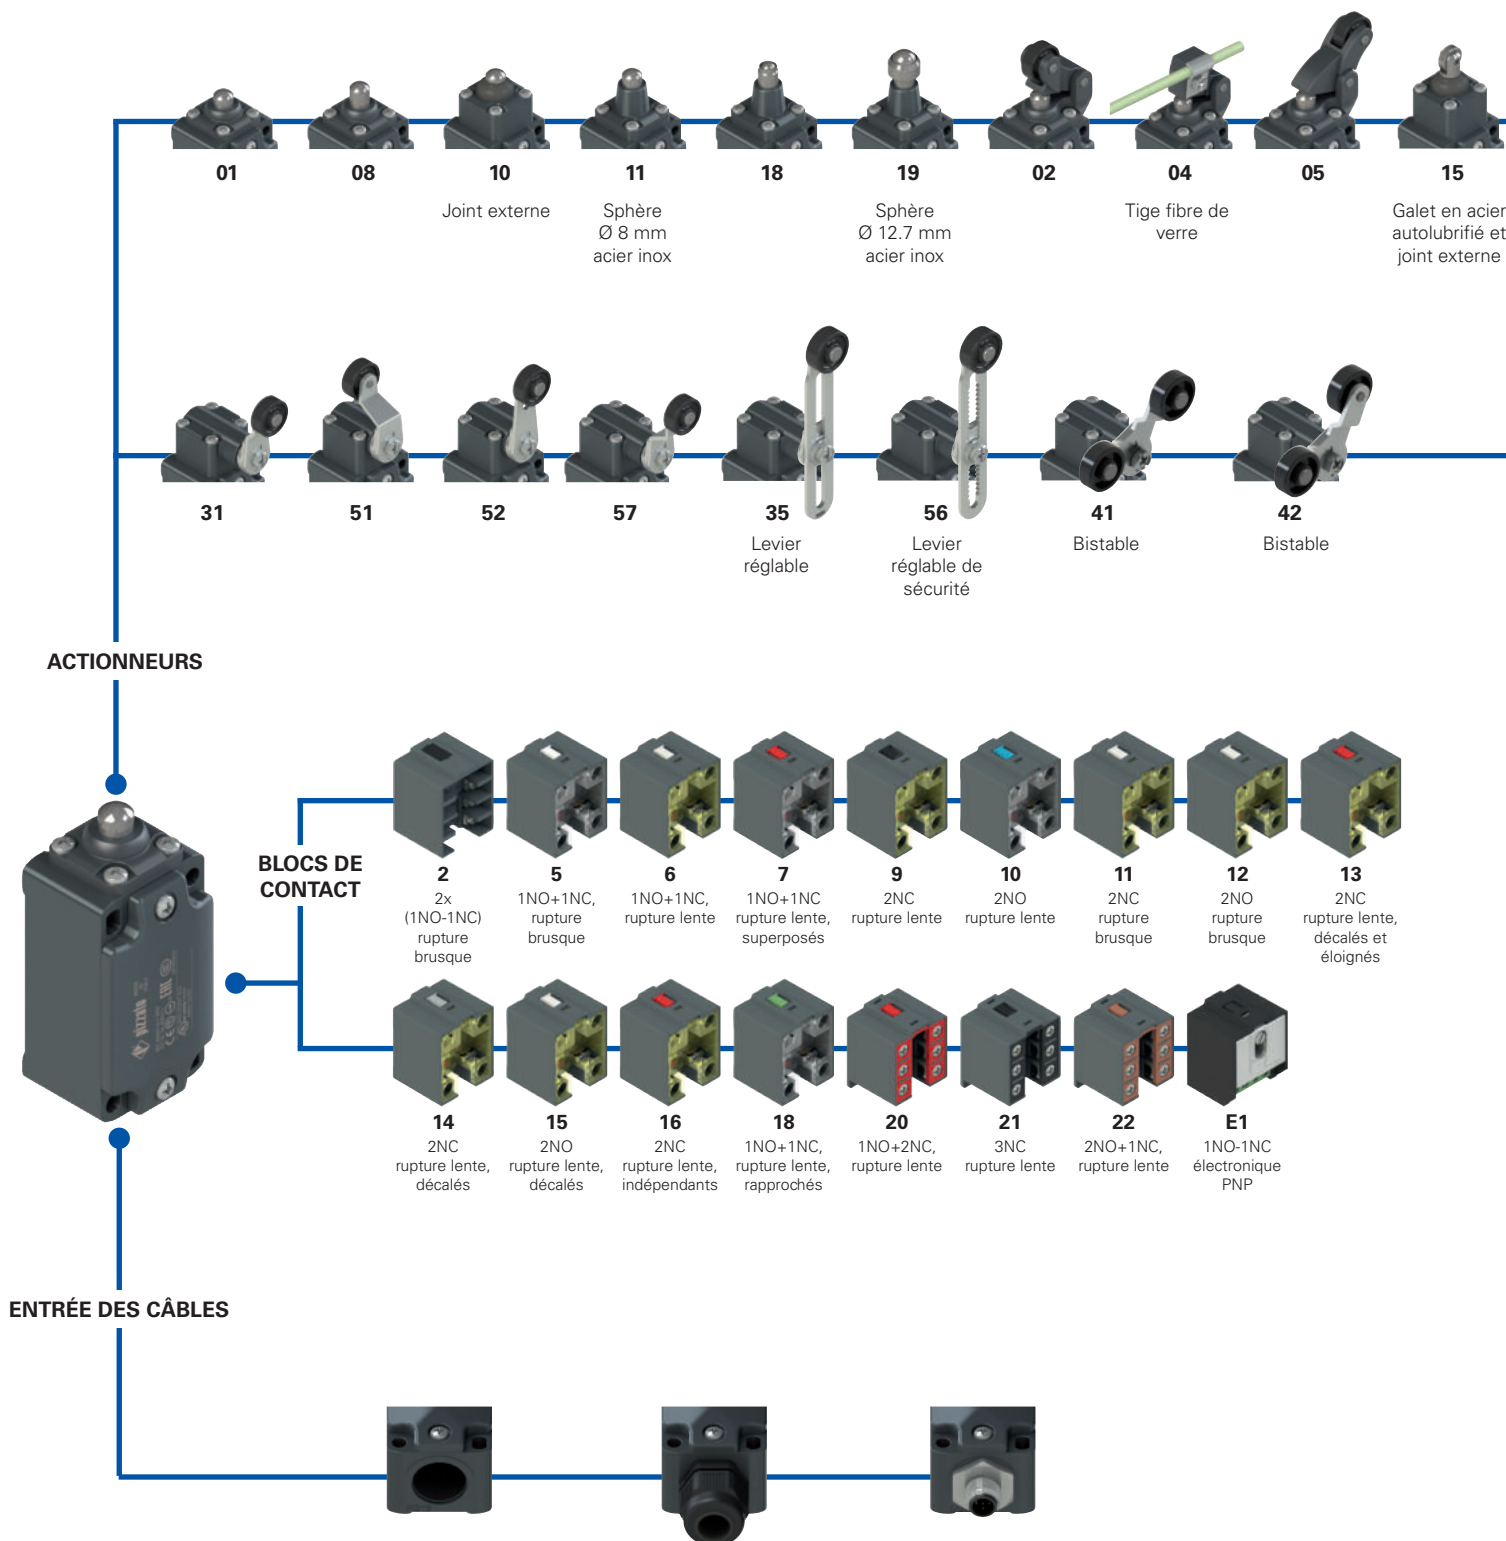 01
08
10
11
18
19
02
04
05
15
Joint externe
Sphère
Ø 8 mm
acier inox
Sphère
Ø 12.7 mm
acier inox
Tige fibre de
verre
Galet en acier
autolubrifié et
joint externe
31
51
52
57
35
56
41
42
Levier
réglable
Levier
réglable de
sécurité
Bistable
Bistable
ACTIONNEURS
BLOCS DE
CONTACT
2
2x
(1NO-1NC)
rupture
brusque
5
1NO+1NC,
rupture
brusque
6
1NO+1NC,
rupture lente
7
1NO+1NC
rupture lente,
superposés
9
2NC
rupture lente
10
2NO
rupture lente
11
2NC
rupture
brusque
12
2NO
rupture
brusque
13
2NC
rupture lente,
décalés et
éloignés
14
2NC
rupture lente,
décalés
15
2NO
rupture lente,
décalés
16
2NC
rupture lente,
indépendants
18
1NO+1NC,
rupture lente,
rapprochés
20
1NO+2NC,
rupture lente
21
3NC
rupture lente
22
2NO+1NC,
rupture lente
E1
1NO-1NC
électronique
PNP
pizzato
ENTRÉE DES CÂBLES